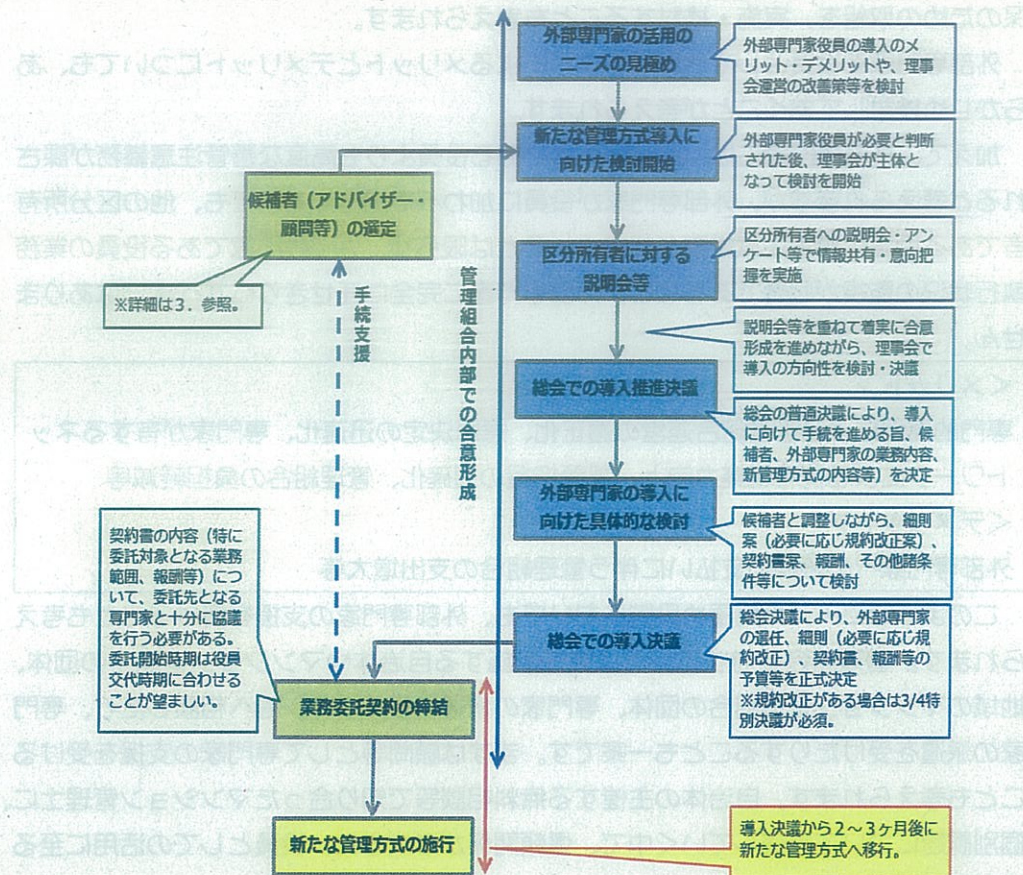 外部専門家の活用の
ニーズの見極め
外部専門家役員の導入のメ
リット・デメリットや、理事
会運営の改善策等を検討
新たな管理方式導入に
向けた検討開始
外部専門家役員が必要と判断
された後、理事会が主体と
なって検討を開始
候補者（アドバイザー・
顧問等）の選定
※詳細は３．参照。
区分所有者に対する
説明会等
区分所有者への説明会・アン
ケート等で情報共有・意向把
握を実施
手続支援
管理組合内部での合意形成
説明会等を重ねて着実に合意
形成を進めながら、理事会で
導入の方向性を検討・決議
総会での導入推進決議
総会の普通決議により、導入
に向けて手続を進める旨、候
補者、外部専門家の業務内容、
新管理方式の内容等）を決定
外部専門家の導入に
向けた具体的な検討
候補者と調整しながら、細則
案（必要に応じ規約改正案）、
契約書案、報酬、その他諸条
件等について検討
総会での導入決議
総会決議により、外部専門家
の選任、細則（必要に応じ規
約改正）、契約書、報酬等の
予算等を正式決定
※規約改正がある場合は3/4特
別決議が必須。
契約書の内容（特に
委託対象となる業務
範囲、報酬等）につ
いて、委託先となる
専門家と十分に協議
を行う必要がある。
委託開始時期は役員
交代時期に合わせる
ことが望ましい。
業務委託契約の締結
新たな管理方式の施行
導入決議から２～３ヶ月後に
新たな管理方式へ移行。